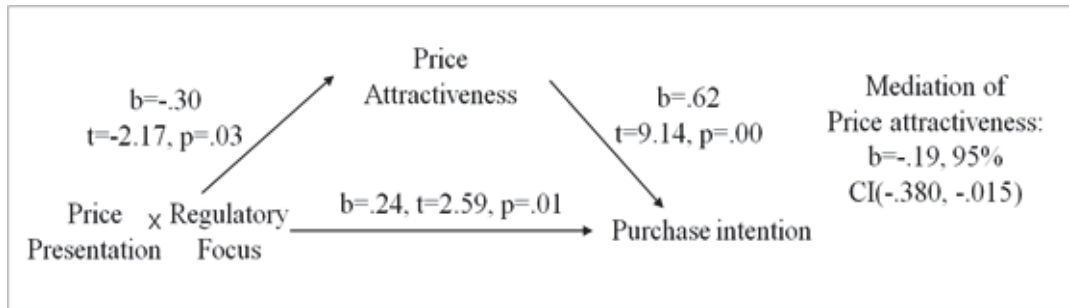 Price
Attractiveness
b=-.30
t=-2.17, p=.03
b=.62
t=9.14, p=.00
Mediation of
Price attractiveness:
b=-.19, 95%
CI(-.380, -.015)
Price x Regulatory
Presentation Focus
b=.24, t=2.59, p=.01
Purchase intention